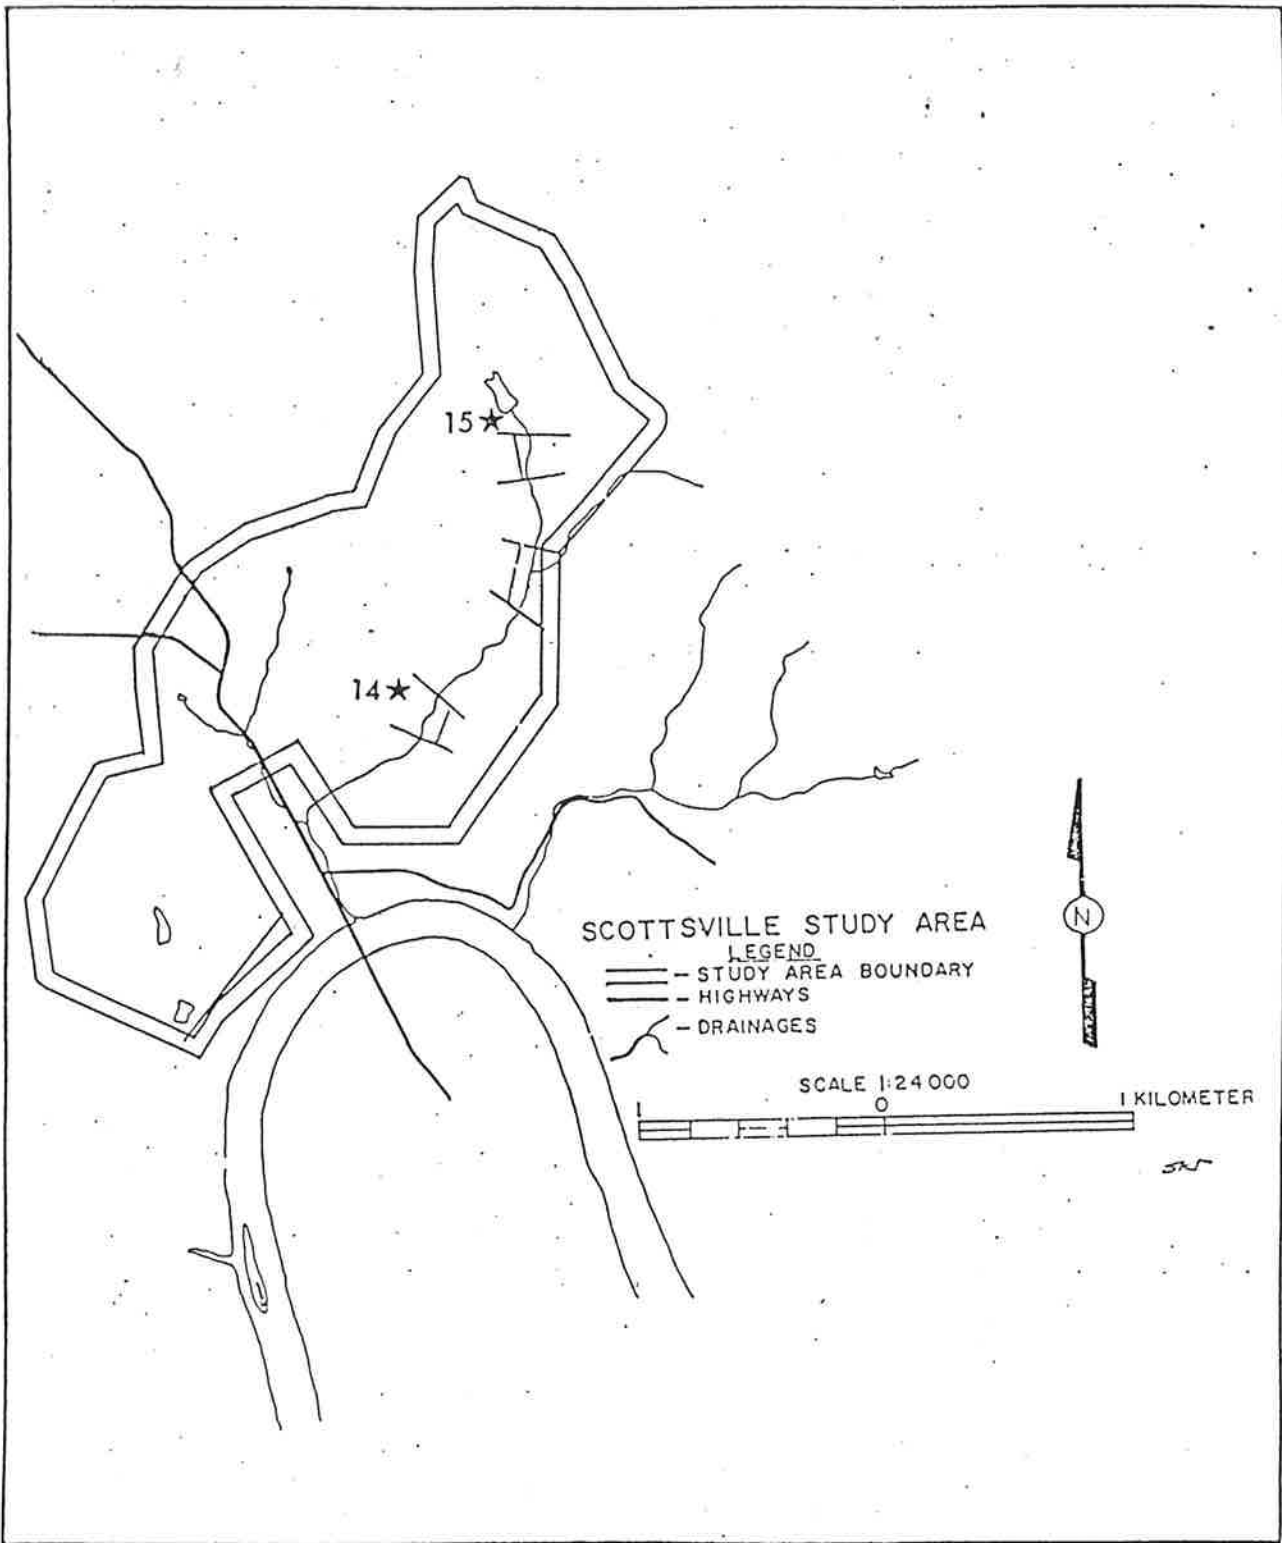 15★
14★
SCOTTSVILLE STUDY AREA
LEGEND
– STUDY AREA BOUNDARY
– HIGHWAYS
– DRAINAGES
N
SCALE 1:24 000
1 0 1 KILOMETER